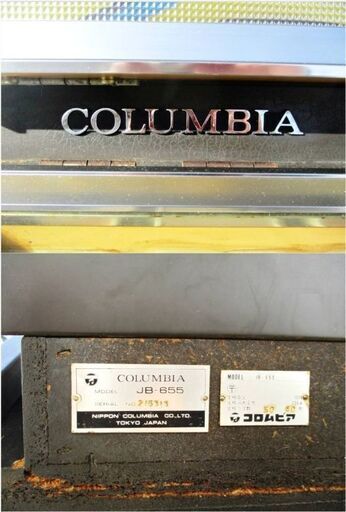 COLUMBIA
COLUMBIA
MODEL JB-655
SERIAL NO.
NIPPON COLUMBIA CO., LTD.
TOKYO JAPAN
MODEL
コロムビア